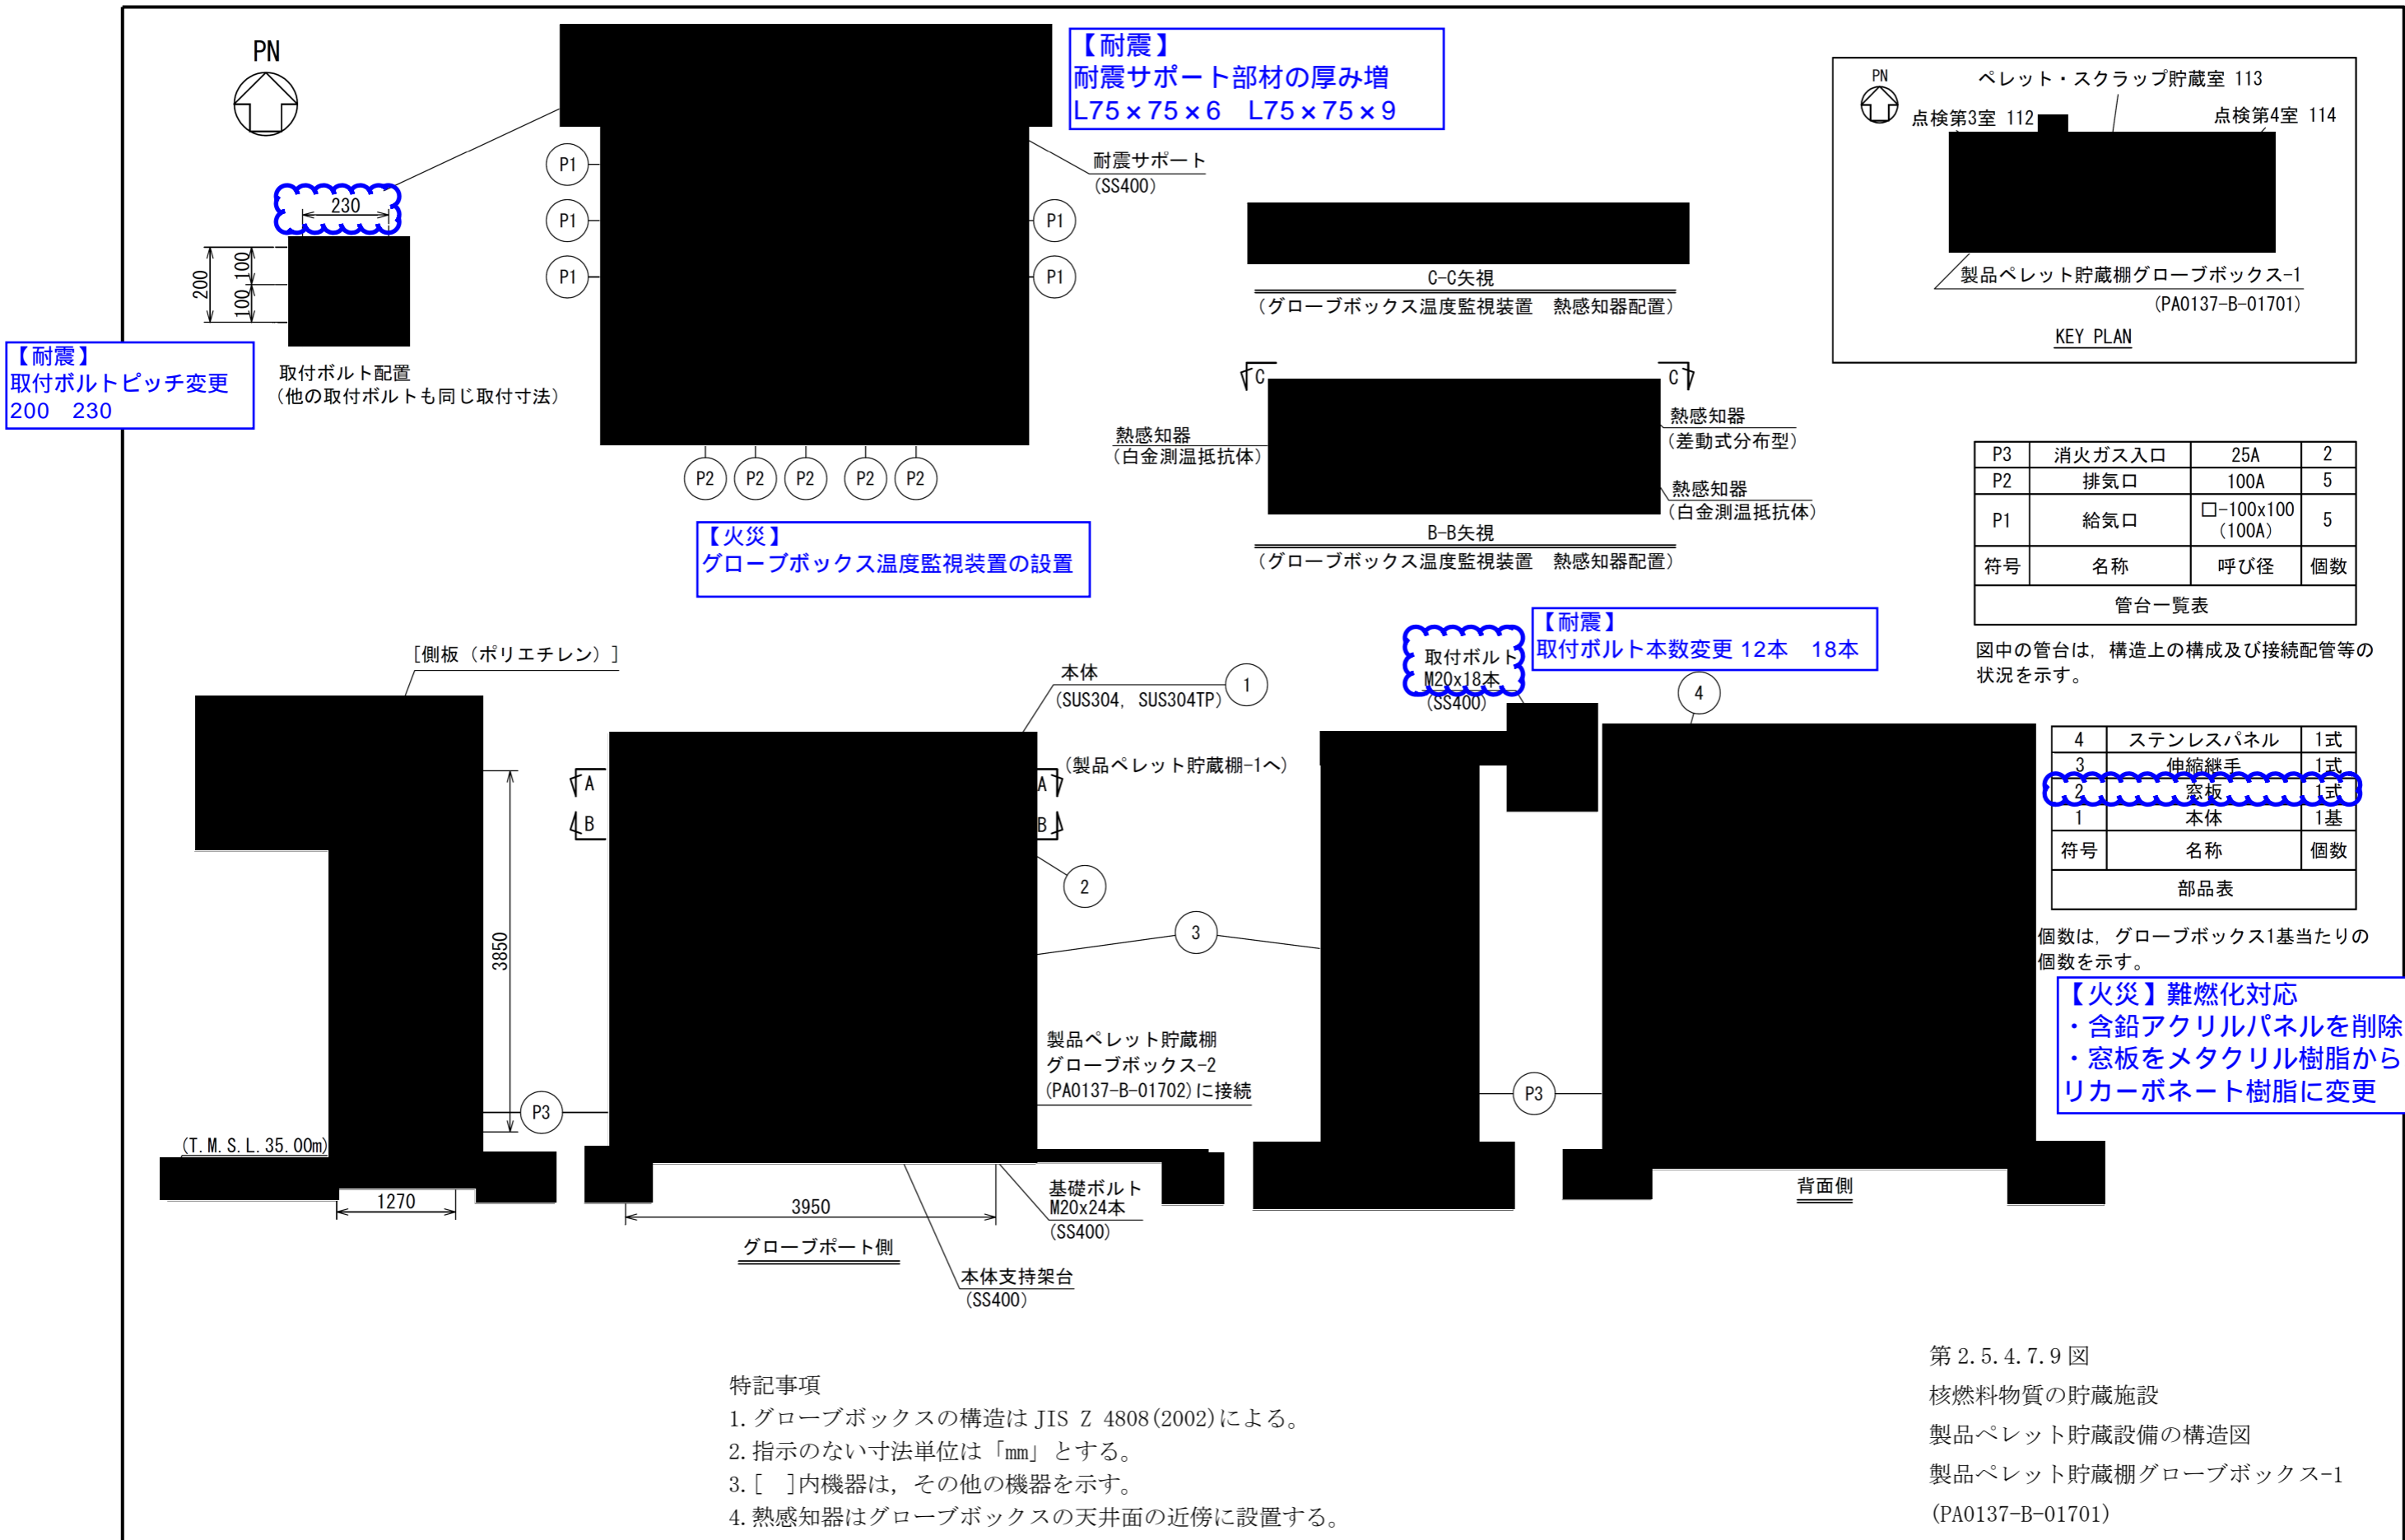 PN
【耐震】
耐震サポート部材の厚み増
L75×75×6　L75×75×9
耐震サポート
(SS400)
P1
P1
P1
P1
P1
230
200
100
100
【耐震】
取付ボルトピッチ変更
200　230
取付ボルト配置
(他の取付ボルトも同じ取付寸法)
P2
P2
P2
P2
P2
【火災】
グローブボックス温度監視装置の設置
C-C矢視
(グローブボックス温度監視装置　熱感知器配置)
C
C
熱感知器
(白金測温抵抗体)
熱感知器
(差動式分布型)
熱感知器
(白金測温抵抗体)
B-B矢視
(グローブボックス温度監視装置　熱感知器配置)
PN
ペレット・スクラップ貯蔵室 113
点検第3室 112
点検第4室 114
製品ペレット貯蔵棚グローブボックス-1
(PA0137-B-01701)
KEY PLAN
P3 消火ガス入口 25A 2
P2 排気口 100A 5
P1 給気口 □-100x100 (100A) 5
符号 名称 呼び径 個数
管台一覧表
図中の管台は，構造上の構成及び接続配管等の
状況を示す。
[側板（ポリエチレン）]
3850
(T.M.S.L.35.00m)
1270
P3
本体
(SUS304, SUS304TP)
1
A
B
A
B
(製品ペレット貯蔵棚-1へ)
2
3
製品ペレット貯蔵棚
グローブボックス-2
(PA0137-B-01702)に接続
3950
グローブポート側
基礎ボルト
M20x24本
(SS400)
本体支持架台
(SS400)
取付ボルト
M20x18本
(SS400)
【耐震】
取付ボルト本数変更 12本　18本
4
P3
背面側
4 ステンレスパネル 1式
3 伸縮継手 1式
2 窓板 1式
1 本体 1基
符号 名称 個数
部品表
個数は，グローブボックス1基当たりの
個数を示す。
【火災】難燃化対応
・含鉛アクリルパネルを削除
・窓板をメタクリル樹脂から
リカーボネート樹脂に変更
特記事項
1.グローブボックスの構造は JIS Z 4808(2002)による。
2.指示のない寸法単位は「mm」とする。
3.[　]内機器は，その他の機器を示す。
4.熱感知器はグローブボックスの天井面の近傍に設置する。
第 2.5.4.7.9 図
核燃料物質の貯蔵施設
製品ペレット貯蔵設備の構造図
製品ペレット貯蔵棚グローブボックス-1
(PA0137-B-01701)